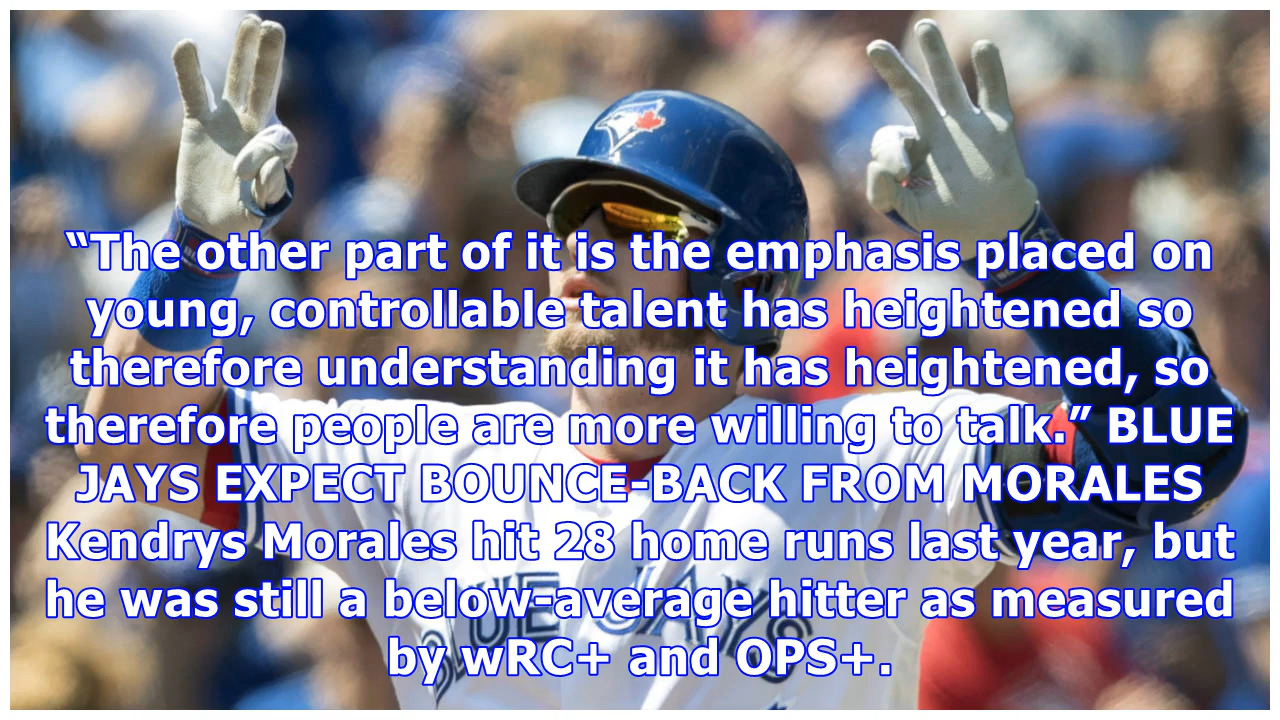 “The other part of it is the emphasis placed on
young, controllable talent has heightened so
therefore understanding it has heightened, so
therefore people are more willing to talk.” BLUE
JAYS EXPECT BOUNCE-BACK FROM MORALES
Kendrys Morales hit 28 home runs last year, but
he was still a below-average hitter as measured
by wRC+ and OPS+.
BLUE JAYS